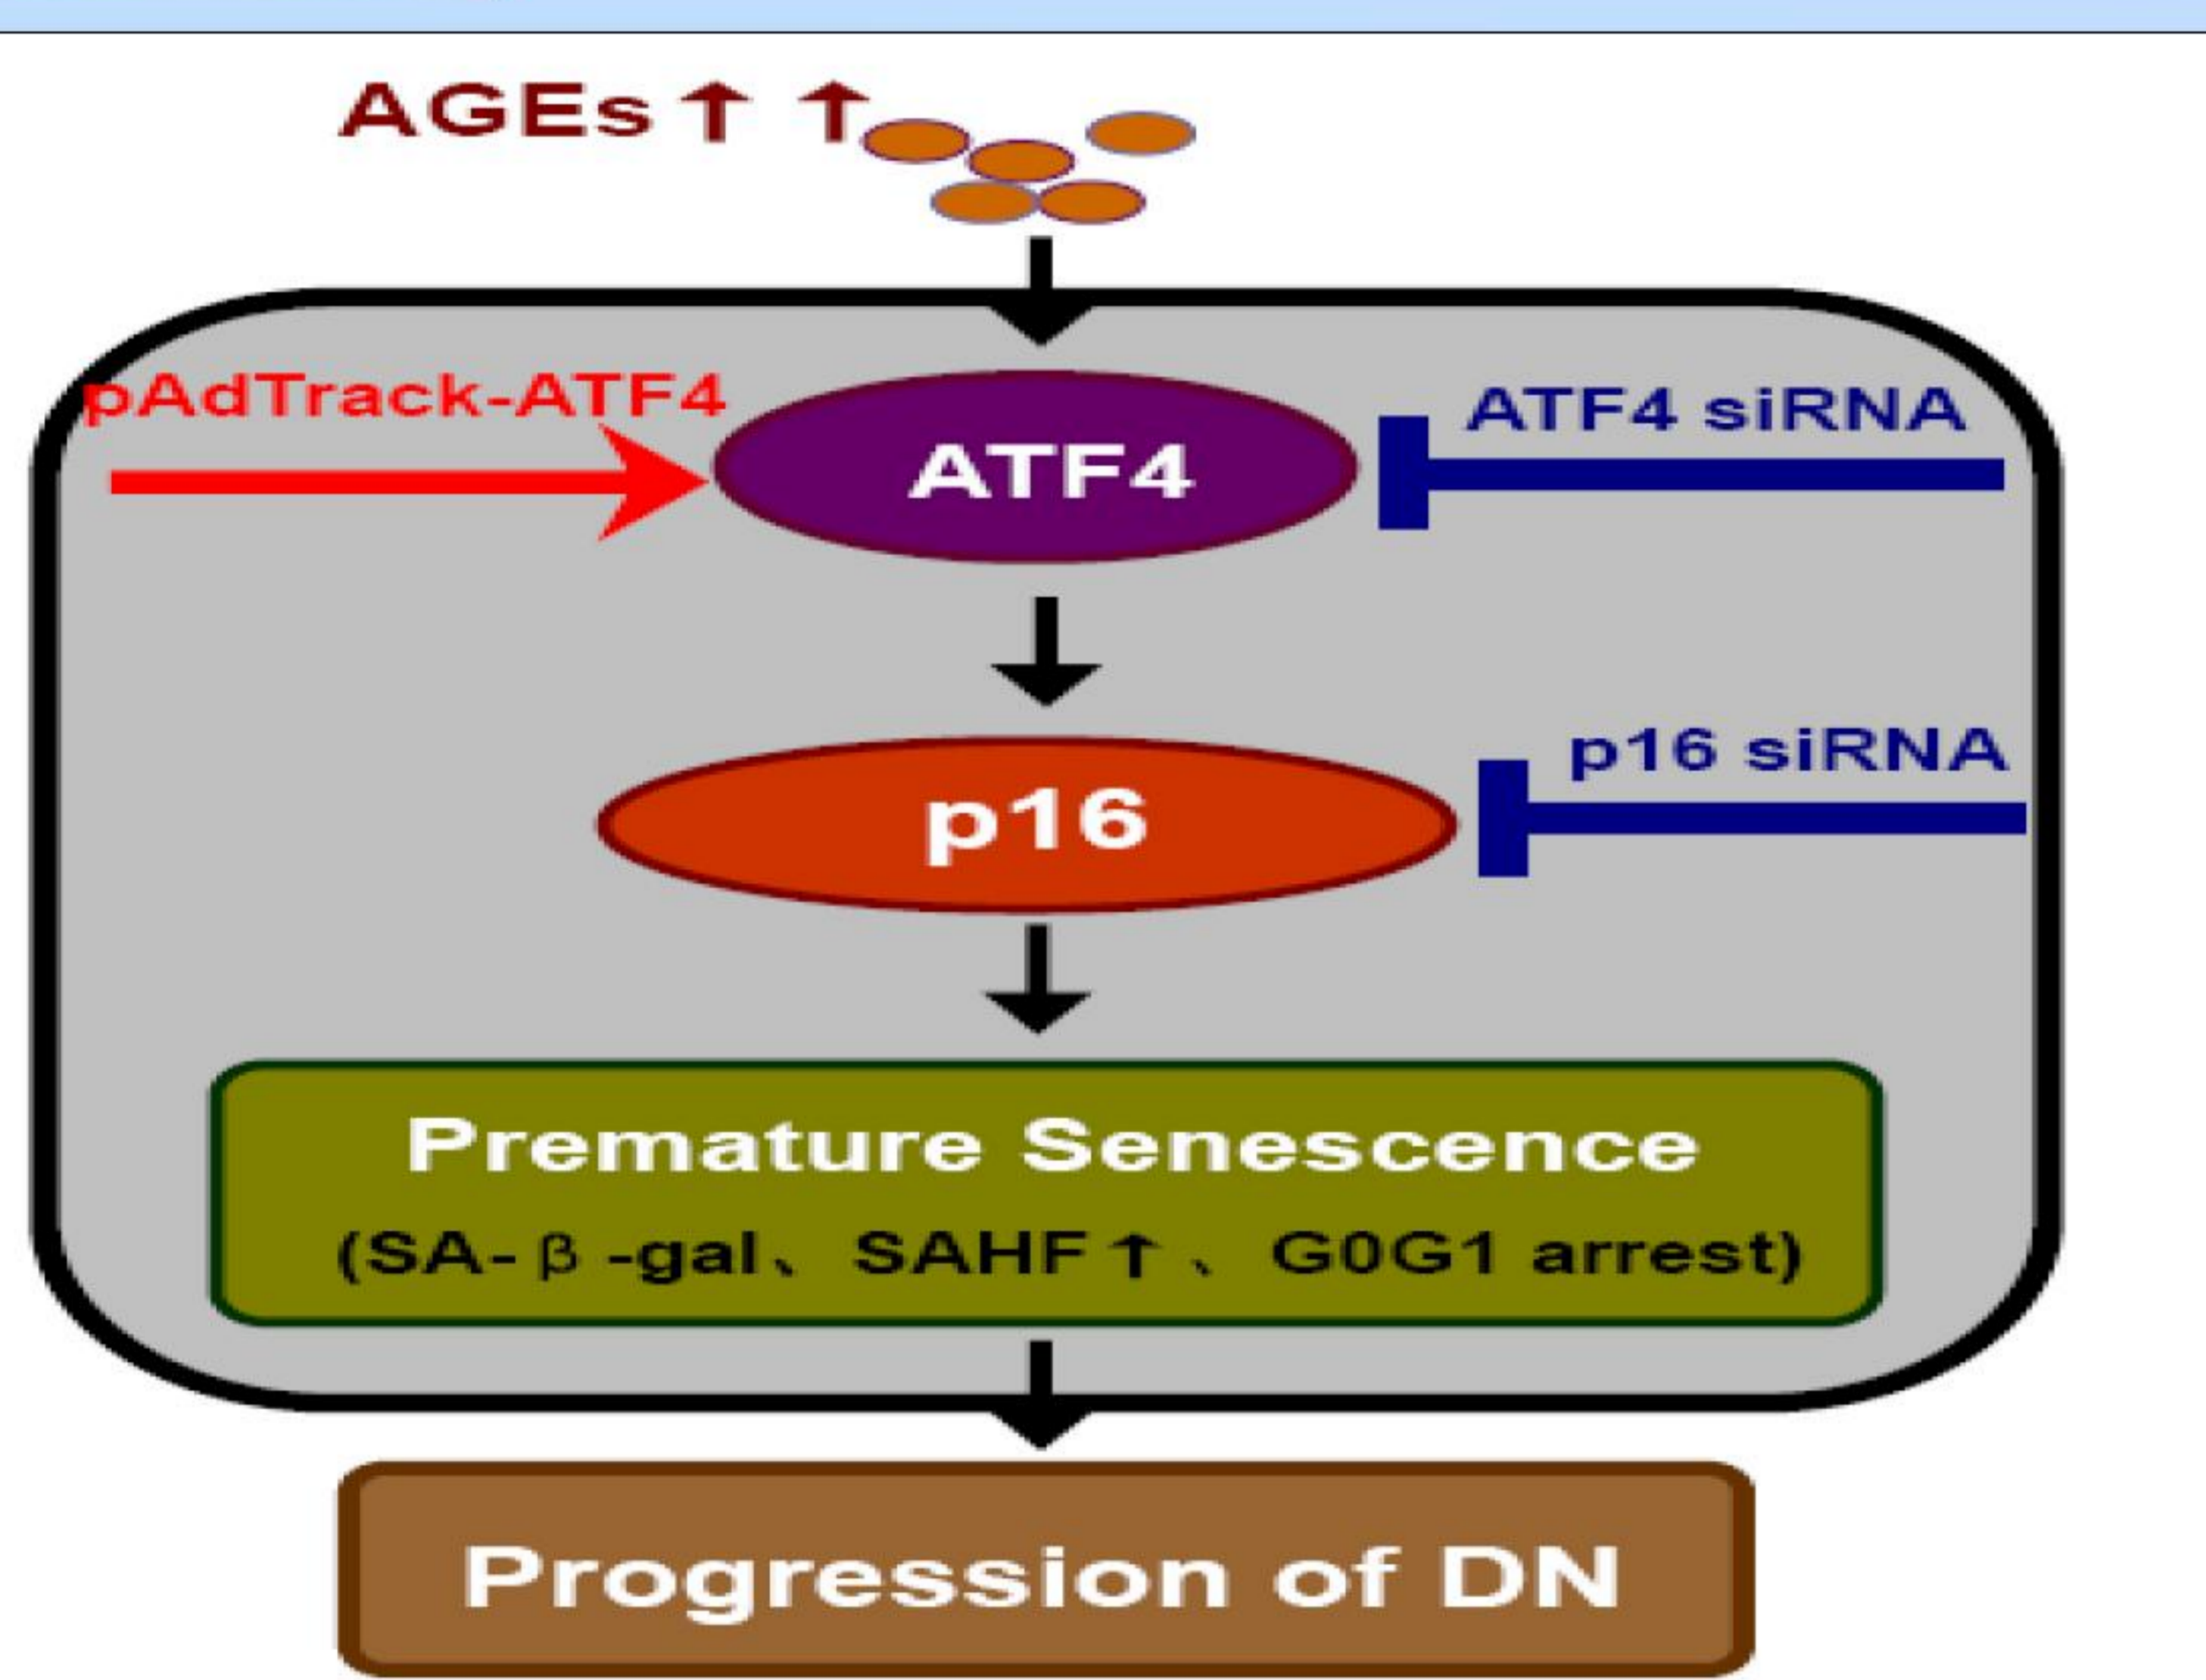 AGEs↑ ↑
pAdTrack-ATF4
ATF4 siRNA
ATF4
p16 siRNA
p16
Premature Senescence
(SA-β-gal、SAHF↑、G0G1 arrest)
Progression of DN